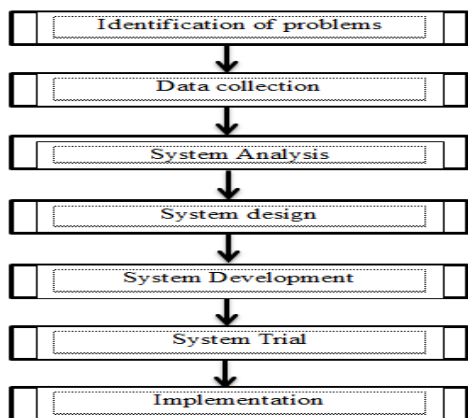 Identification of problems
Data collection
System Analysis
System design
System Development
System Trial
Implementation